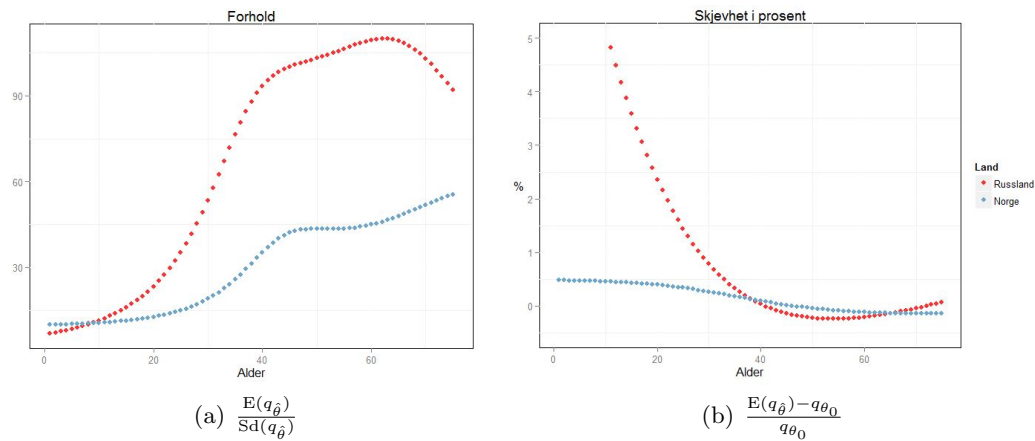 Forhold
90
60
30
0
20
40
60
Alder
(a) E(q_θ̂) / Sd(q_θ̂)
Skjevhet i prosent
5
4
3
2
1
0
%
0
20
40
60
Alder
Land
Russland
Norge
(b) E(q_θ̂)−q_θ₀ / q_θ₀